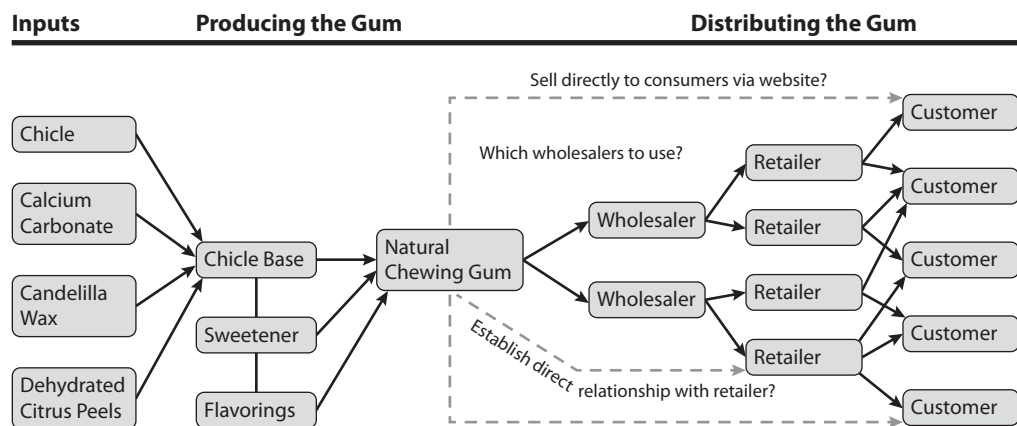 Inputs
Producing the Gum
Distributing the Gum
Sell directly to consumers via website?
Customer
Chicle
Which wholesalers to use?
Retailer
Customer
Calcium
Carbonate
Wholesaler
Retailer
Chicle Base
Natural
Chewing Gum
Customer
Candelilla
Wax
Wholesaler
Retailer
Sweetener
Customer
Establish direct
relationship with retailer?
Retailer
Dehydrated
Citrus Peels
Flavorings
Customer